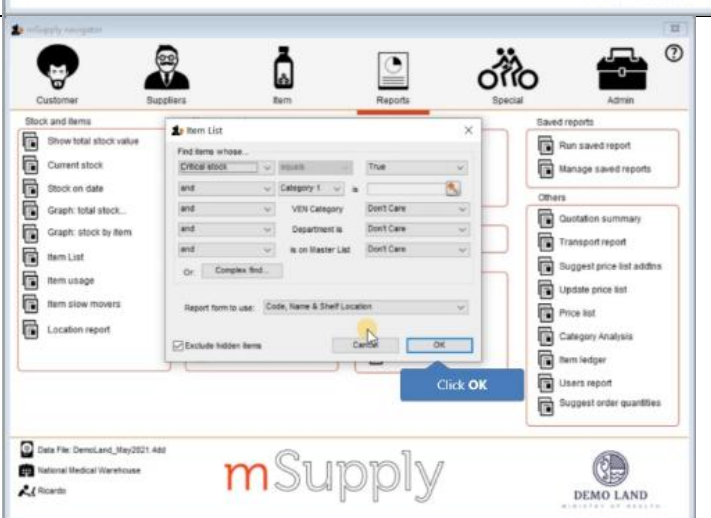 mSupply navigator
Customer
Suppliers
Item
Reports
Special
Admin
?
Stock and items
Show total stock value
Current stock
Stock on date
Graph: total stock...
Graph: stock by item
Item List
Item usage
Item slow movers
Location report
Item List
Find items whose...
Critical stock equals True
and Category 1 is
and VEN Category Don't Care
and Department is Don't Care
and is on Master List Don't Care
Or Complex find...
Report form to use: Code, Name & Shelf Location
Exclude hidden items
Cancel
OK
Click OK
Saved reports
Run saved report
Manage saved reports
Others
Quotation summary
Transport report
Suggest price list addtns
Update price list
Price list
Category Analysis
Item ledger
Users report
Suggest order quantities
Data File: DemoLand_May2021.4dd
National Medical Warehouse
Ricardo
mSupply
DEMO LAND
MINISTRY OF HEALTH